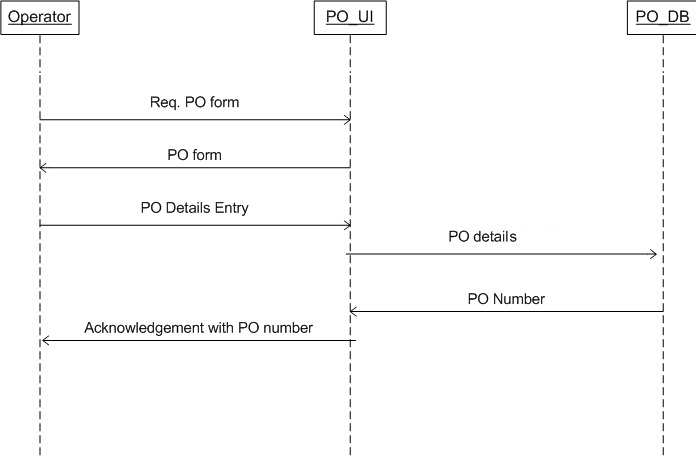 Operator
PO_UI
PO_DB
Req. PO form
PO form
PO Details Entry
PO details
PO Number
Acknowledgement with PO number